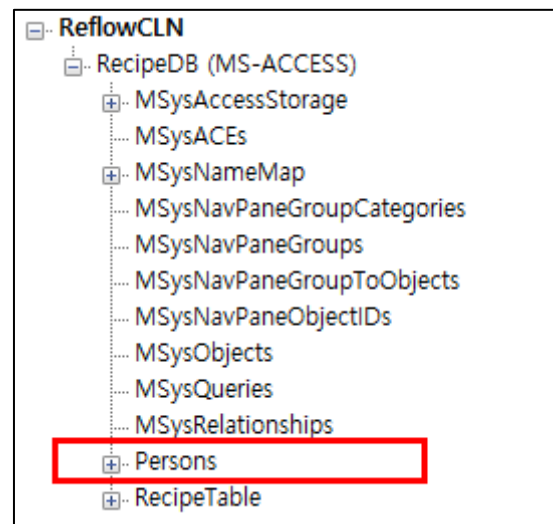 ReflowCLN
RecipeDB (MS-ACCESS)
MSysAccessStorage
MSysACEs
MSysNameMap
MSysNavPaneGroupCategories
MSysNavPaneGroups
MSysNavPaneGroupToObjects
MSysNavPaneObjectIDs
MSysObjects
MSysQueries
MSysRelationships
Persons
RecipeTable